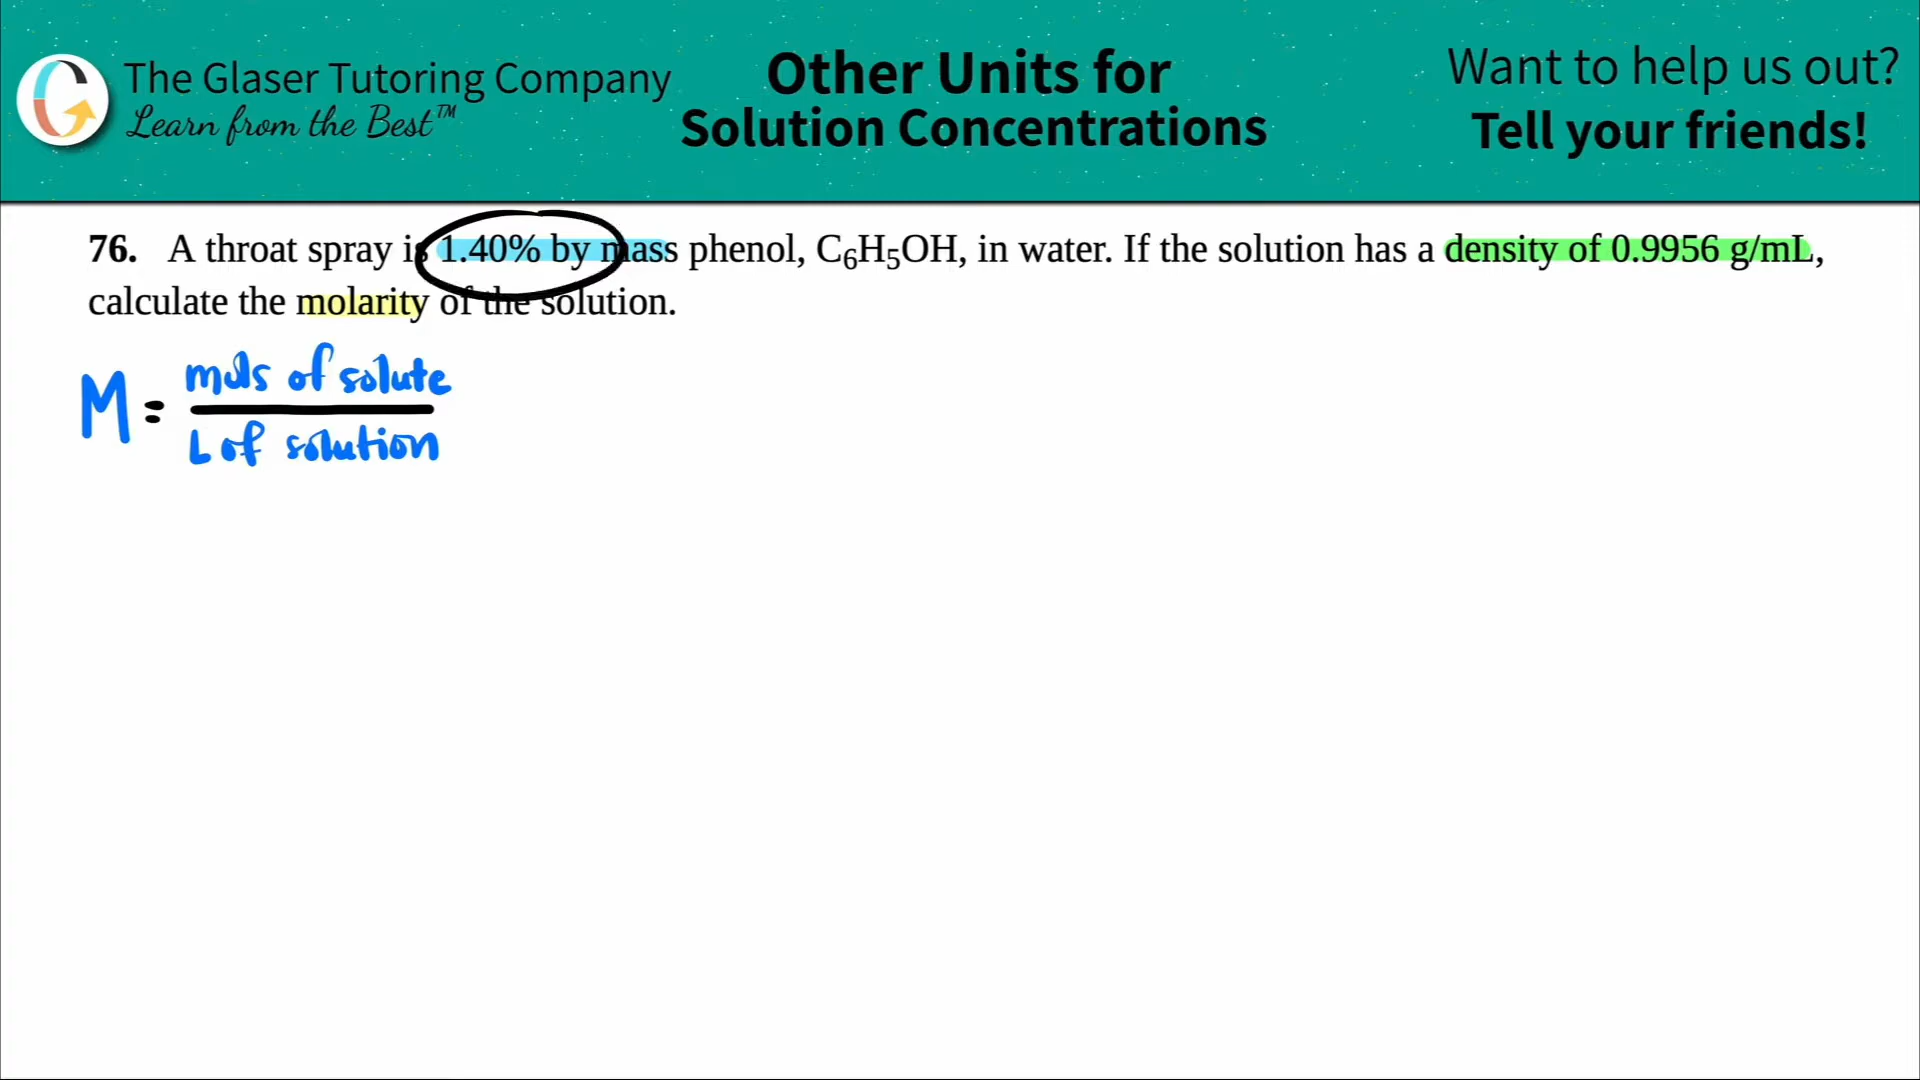 The Glaser Tutoring Company
Learn from the Best™
Other Units for
Solution Concentrations
Want to help us out?
Tell your friends!
76. A throat spray is 1.40% by mass phenol, C₆H₅OH, in water. If the solution has a density of 0.9956 g/mL,
calculate the molarity of the solution.
M = mols of solute
L of solution